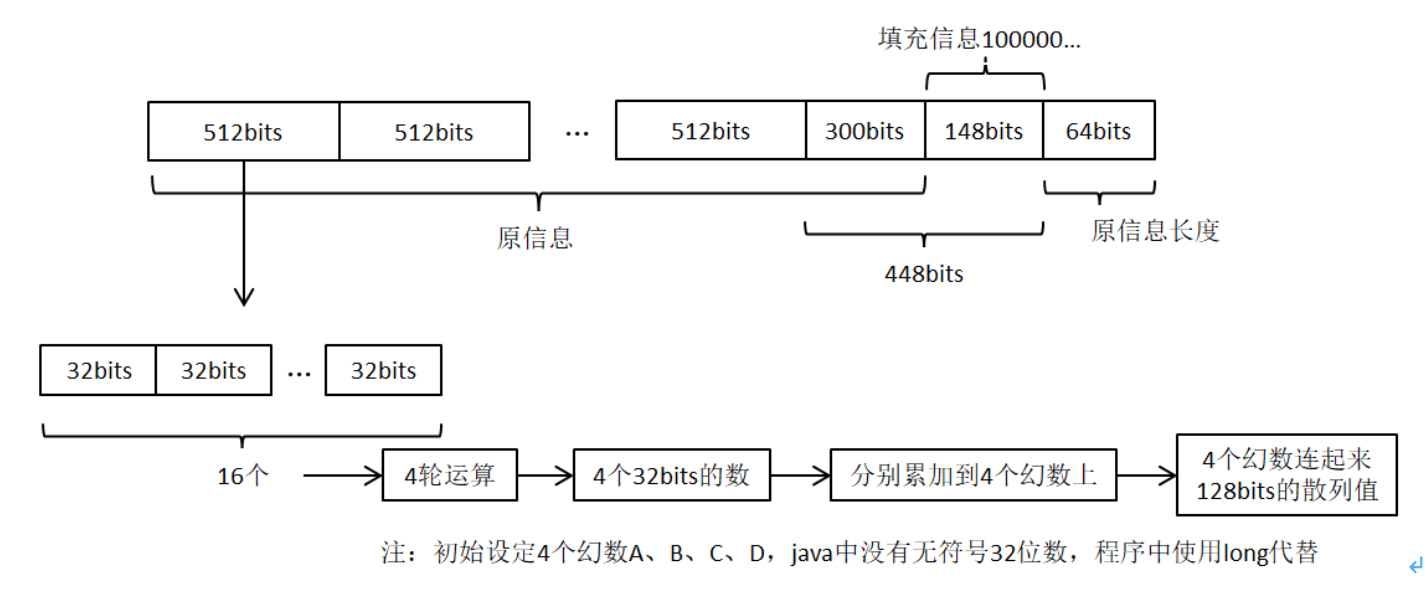 填充信息100000…
512bits 512bits … 512bits 300bits 148bits 64bits
原信息
原信息长度
448bits
32bits 32bits … 32bits
16个
4轮运算
4个32bits的数
分别累加到4个幻数上
4个幻数连起来
128bits的散列值
注：初始设定4个幻数A、B、C、D，java中没有无符号32位数，程序中使用long代替